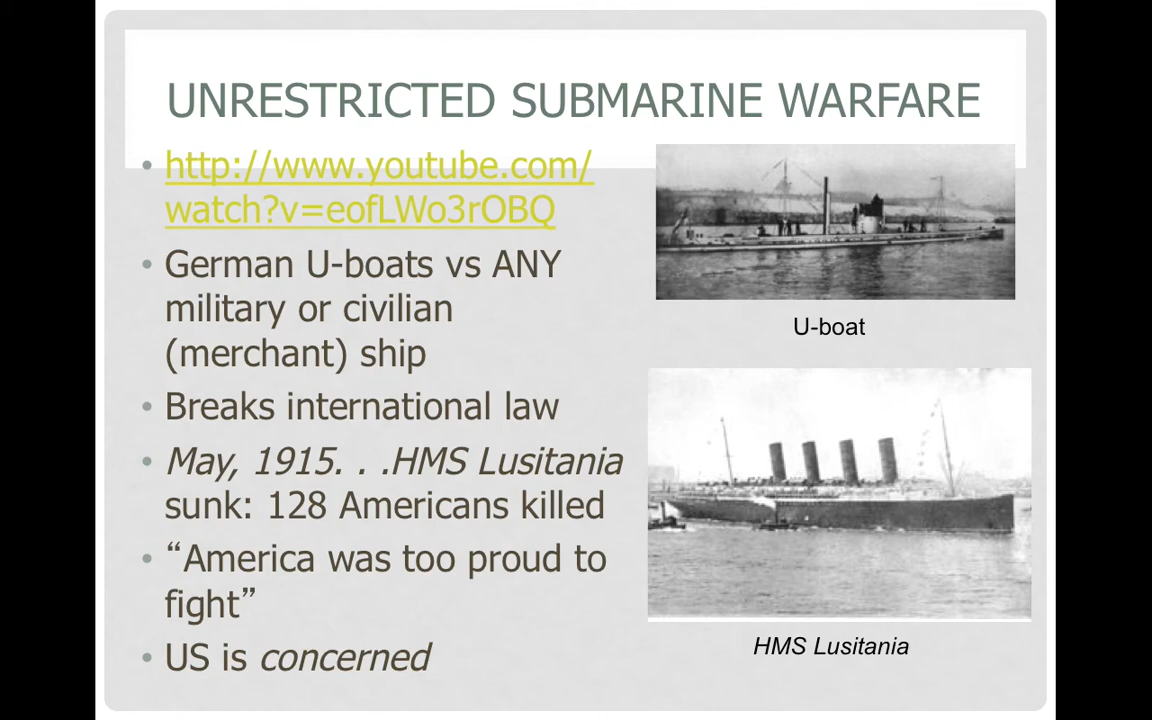 UNRESTRICTED SUBMARINE WARFARE
• http://www.youtube.com/
watch?v=eofLWo3rOBQ
• German U-boats vs ANY
military or civilian
(merchant) ship
• Breaks international law
• May, 1915. . .HMS Lusitania
sunk: 128 Americans killed
• “America was too proud to
fight”
• US is concerned
U-boat
HMS Lusitania